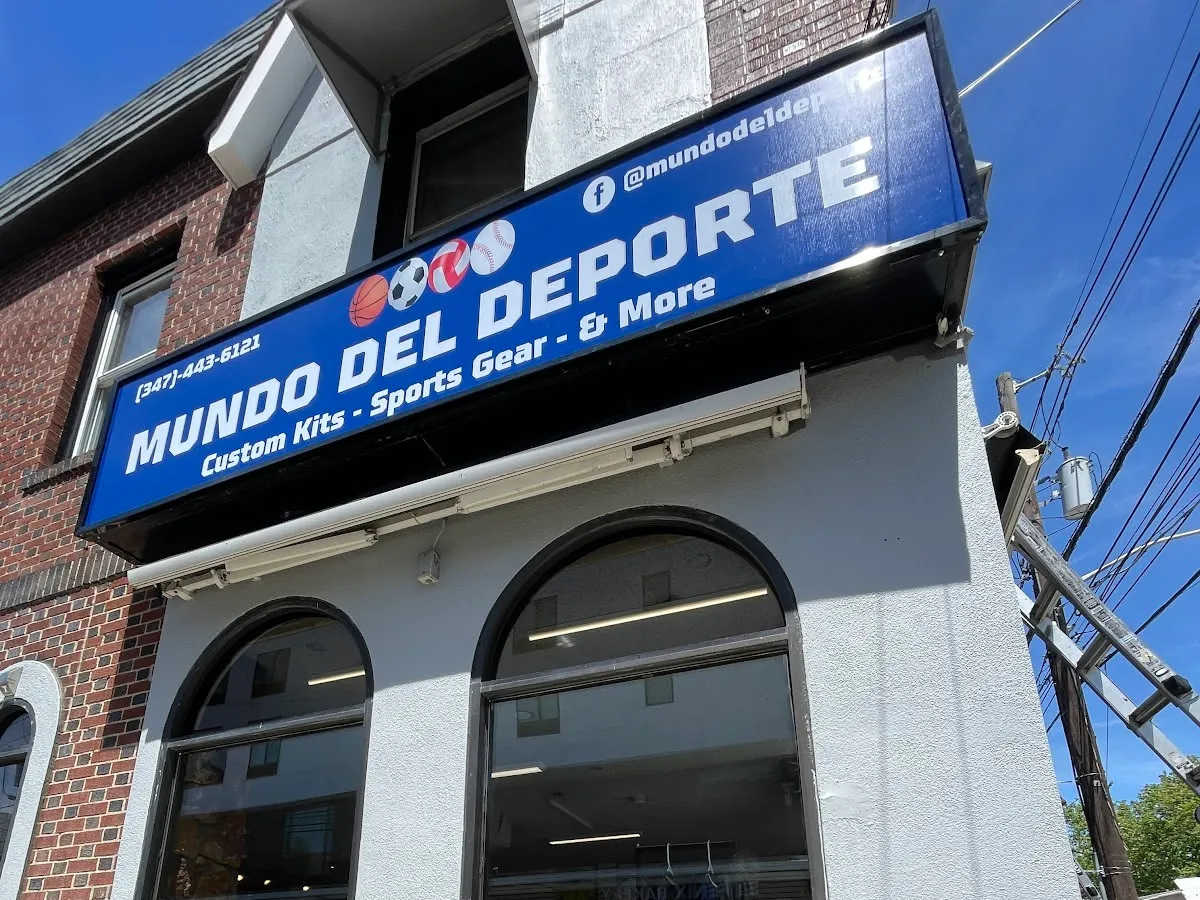 (347)-443-6121
f @mundodeldeporte
MUNDO DEL DEPORTE
Custom Kits - Sports Gear - & More